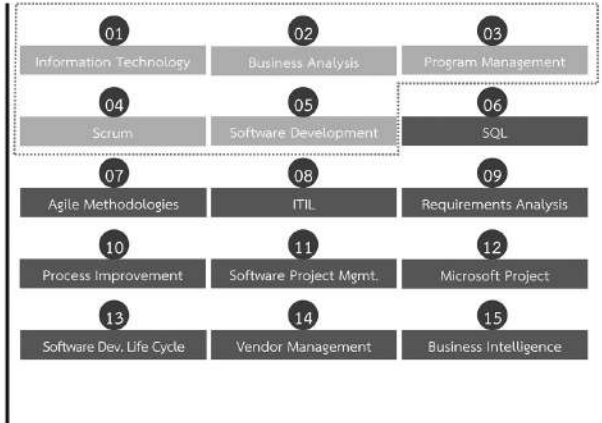 01
Information Technology
02
Business Analysis
03
Program Management
04
Scrum
05
Software Development
06
SQL
07
Agile Methodologies
08
ITIL
09
Requirements Analysis
10
Process Improvement
11
Software Project Mgmt.
12
Microsoft Project
13
Software Dev. Life Cycle
14
Vendor Management
15
Business Intelligence